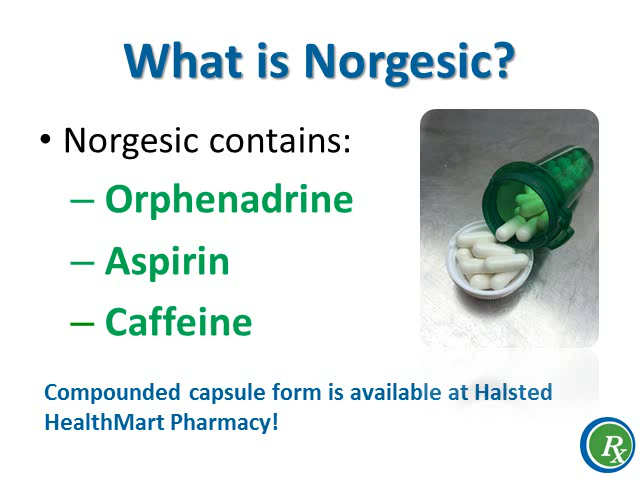 What is Norgesic?
• Norgesic contains:
– Orphenadrine
– Aspirin
– Caffeine
Compounded capsule form is available at Halsted
HealthMart Pharmacy!
Rx